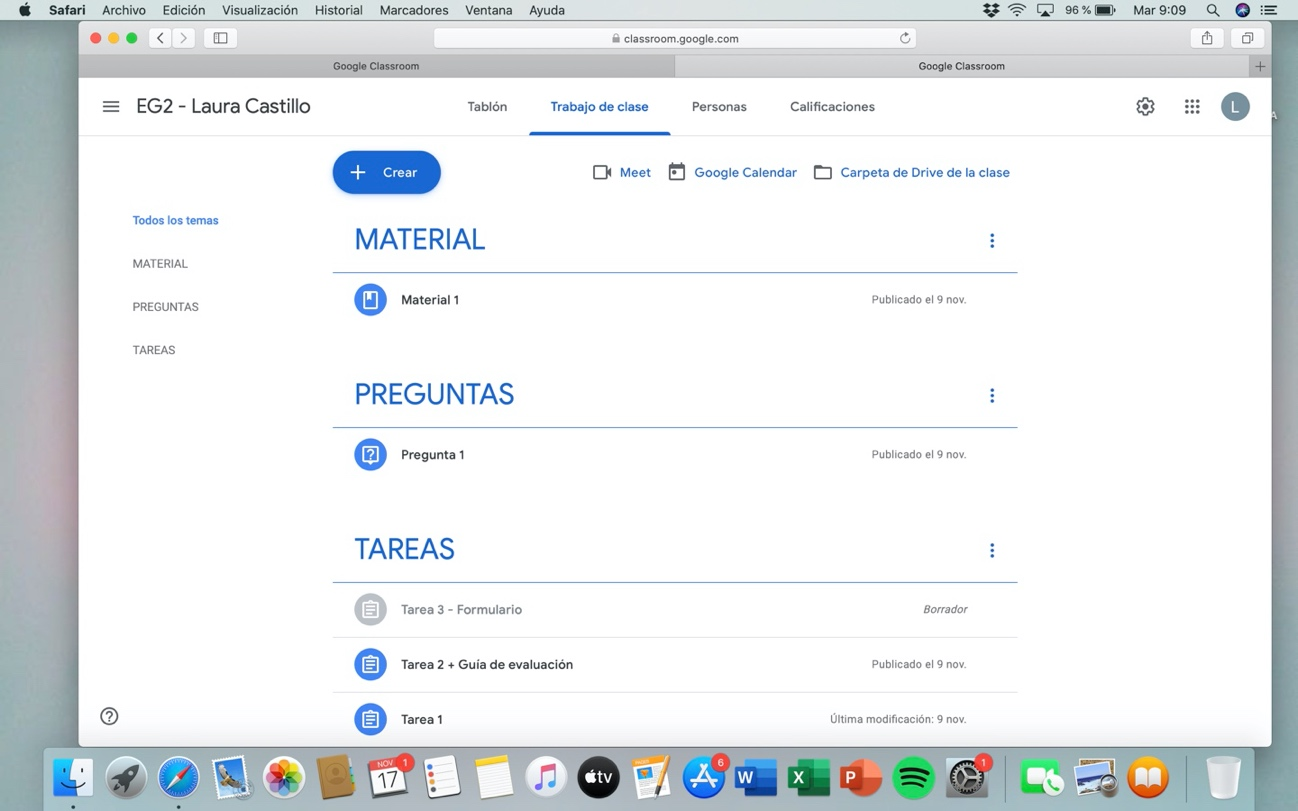 Safari Archivo Edición Visualización Historial Marcadores Ventana Ayuda 96 % Mar 9:09
classroom.google.com
Google Classroom Google Classroom
EG2 - Laura Castillo Tablón Trabajo de clase Personas Calificaciones L
A
Crear Meet Google Calendar Carpeta de Drive de la clase
Todos los temas
MATERIAL
PREGUNTAS
TAREAS
MATERIAL
Material 1 Publicado el 9 nov.
PREGUNTAS
Pregunta 1 Publicado el 9 nov.
TAREAS
Tarea 3 - Formulario Borrador
Tarea 2 + Guía de evaluación Publicado el 9 nov.
Tarea 1 Última modificación: 9 nov.
NOV 1 6 1
17 tv W X P